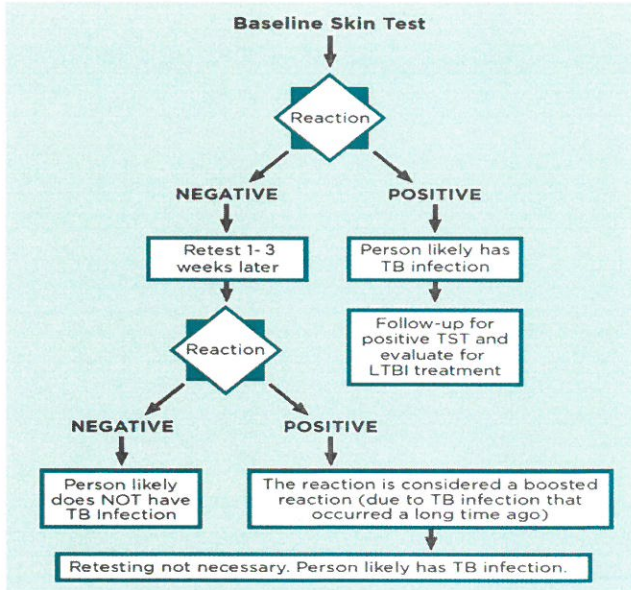 Baseline Skin Test
Reaction
NEGATIVE
POSITIVE
Retest 1- 3
weeks later
Person likely has
TB infection
Follow-up for
positive TST and
evaluate for
LTBI treatment
Reaction
NEGATIVE
POSITIVE
Person likely
does NOT have
TB Infection
The reaction is considered a boosted
reaction (due to TB infection that
occurred a long time ago)
Retesting not necessary. Person likely has TB infection.